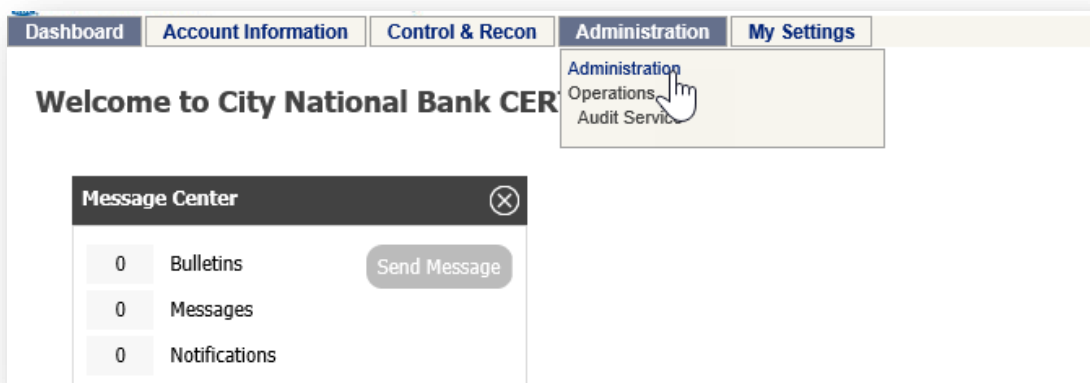 Dashboard Account Information Control & Recon Administration My Settings
Administration
Operations
Audit Service
Welcome to City National Bank CER
Message Center
0 Bulletins Send Message
0 Messages
0 Notifications